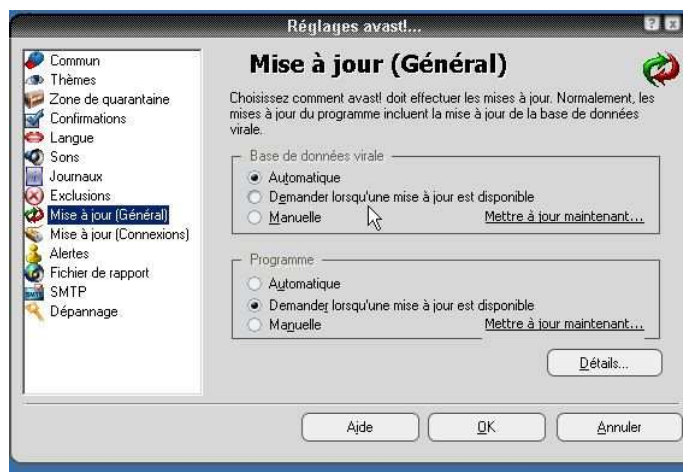 Réglages avast!...
Commun
Thèmes
Zone de quarantaine
Confirmations
Langue
Sons
Journaux
Exclusions
Mise à jour (Général)
Mise à jour (Connexions)
Alertes
Fichier de rapport
SMTP
Dépannage
Mise à jour (Général)
Choisissez comment avast! doit effectuer les mises à jour. Normalement, les
mises à jour du programme incluent la mise à jour de la base de données
virale.
Base de données virale
Automatique
Demander lorsqu'une mise à jour est disponible
Manuelle
Mettre à jour maintenant...
Programme
Automatique
Demander lorsqu'une mise à jour est disponible
Manuelle
Mettre à jour maintenant...
Détails...
Aide
OK
Annuler